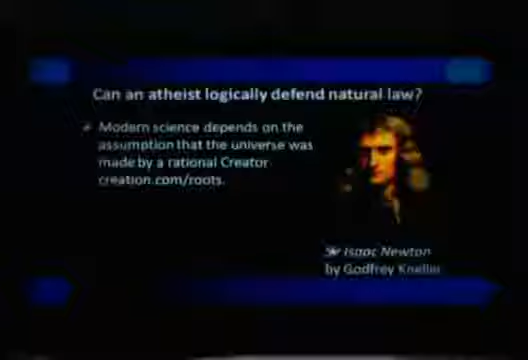 Can an atheist logically defend natural law?
Modern science depends on the
assumption that the universe was
made by a rational Creator
creation.com/roots.
Sir Isaac Newton
by Godfrey Kneller